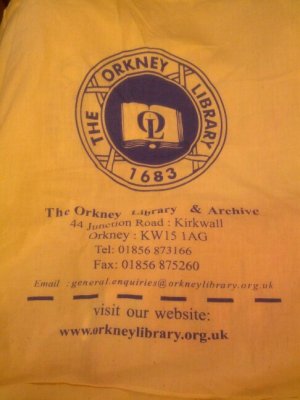 THE ORKNEY LIBRARY
OL
1683
The Orkney Library & Archive
44 Junction Road : Kirkwall
Orkney : KW15 1AG
Tel: 01856 873166
Fax: 01856 875260
Email : general.enquiries@orkneylibrary.org.uk
visit our website:
www.orkneylibrary.org.uk